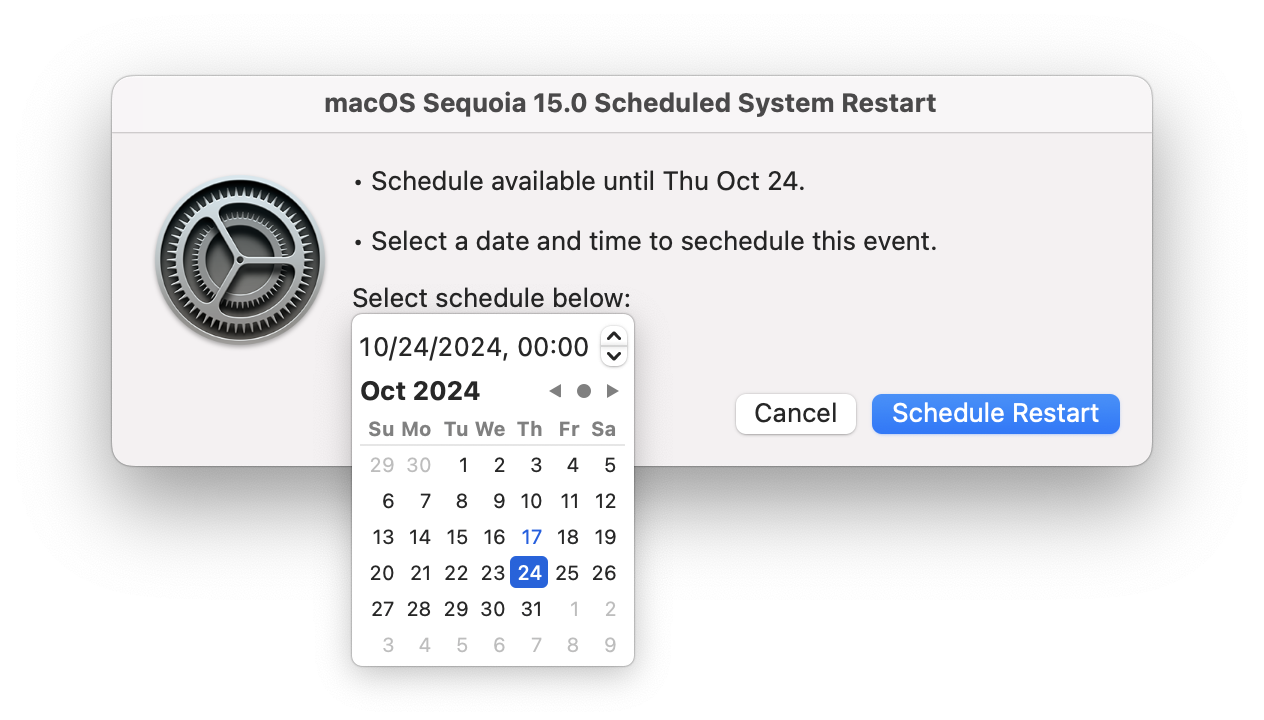 macOS Sequoia 15.0 Scheduled System Restart
• Schedule available until Thu Oct 24.
• Select a date and time to sechedule this event.
Select schedule below:
10/24/2024, 00:00
Oct 2024
Cancel
Schedule Restart
Su Mo Tu We Th Fr Sa
29 30 1 2 3 4 5
6 7 8 9 10 11 12
13 14 15 16 17 18 19
20 21 22 23 24 25 26
27 28 29 30 31 1 2
3 4 5 6 7 8 9